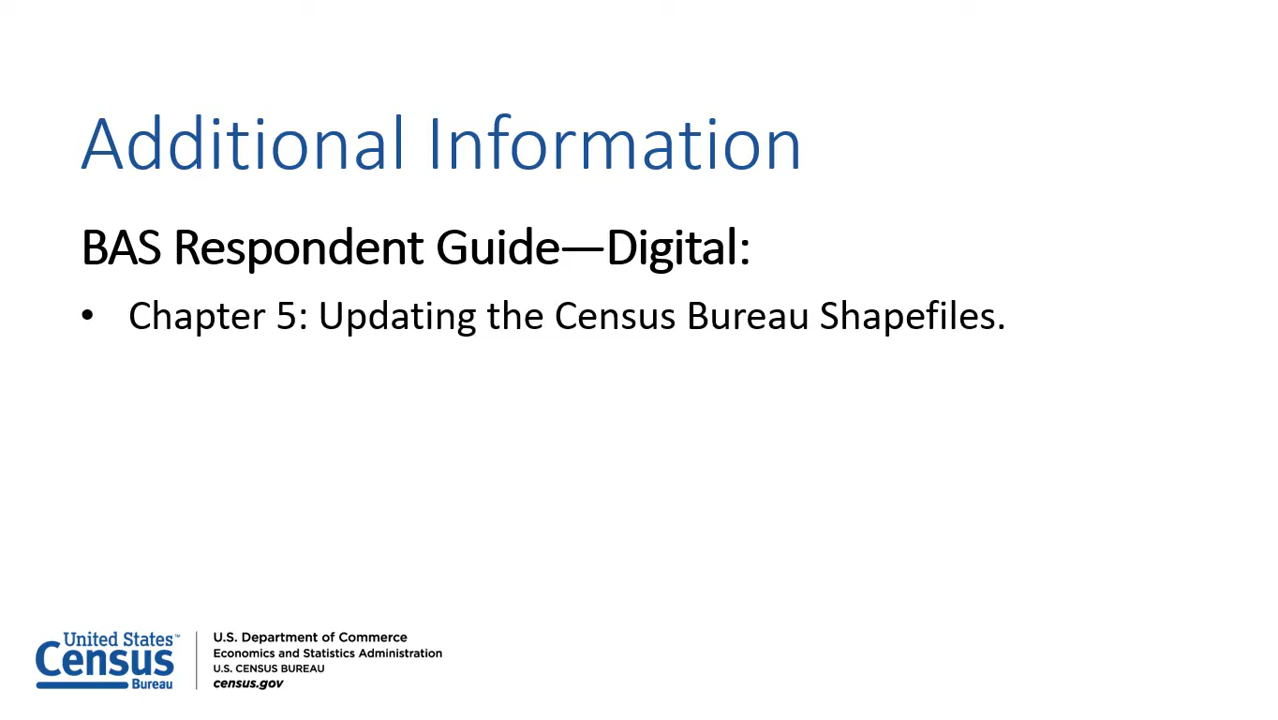 Additional Information
BAS Respondent Guide—Digital:
• Chapter 5: Updating the Census Bureau Shapefiles.
United States™
Census
Bureau
U.S. Department of Commerce
Economics and Statistics Administration
U.S. CENSUS BUREAU
census.gov